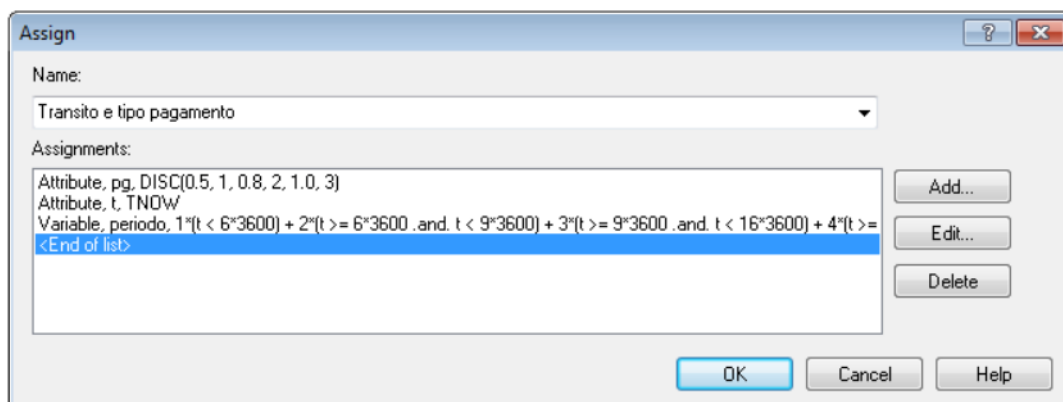 Assign
Name:
Transito e tipo pagamento
Assignments:
Attribute, pg, DISC(0.5, 1, 0.8, 2, 1.0, 3)
Attribute, t, TNOW
Variable, periodo, 1*(t < 6*3600) + 2*(t >= 6*3600 .and. t < 9*3600) + 3*(t >= 9*3600 .and. t < 16*3600) + 4*(t >=
<End of list>
Add...
Edit...
Delete
OK Cancel Help